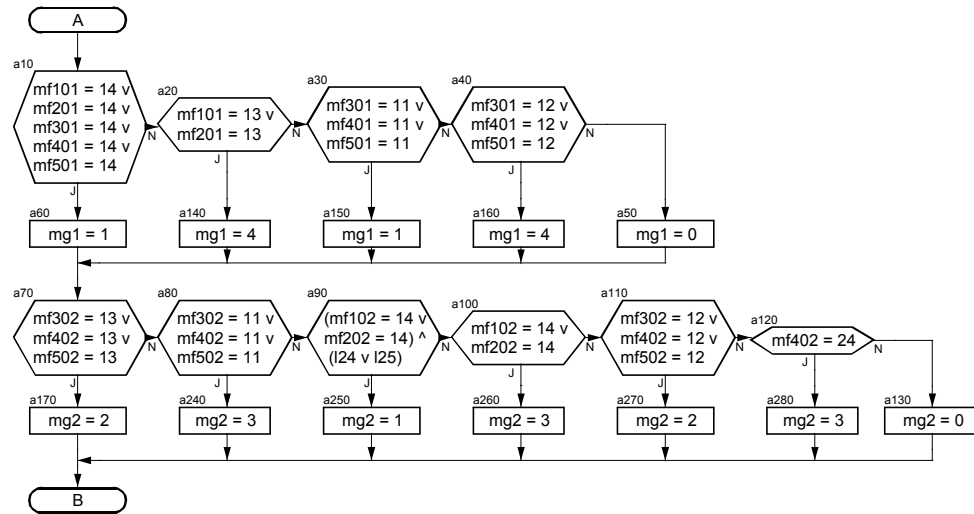 A
a10
mf101 = 14 v
mf201 = 14 v
mf301 = 14 v
mf401 = 14 v
mf501 = 14
N
J
a20
mf101 = 13 v
mf201 = 13
N
J
a30
mf301 = 11 v
mf401 = 11 v
mf501 = 11
N
J
a40
mf301 = 12 v
mf401 = 12 v
mf501 = 12
N
J
a60
mg1 = 1
a140
mg1 = 4
a150
mg1 = 1
a160
mg1 = 4
a50
mg1 = 0
a70
mf302 = 13 v
mf402 = 13 v
mf502 = 13
N
J
a80
mf302 = 11 v
mf402 = 11 v
mf502 = 11
N
J
a90
(mf102 = 14 v
mf202 = 14) ^
(l24 v l25)
N
J
a100
mf102 = 14 v
mf202 = 14
N
J
a110
mf302 = 12 v
mf402 = 12 v
mf502 = 12
N
J
a120
mf402 = 24
N
J
a170
mg2 = 2
a240
mg2 = 3
a250
mg2 = 1
a260
mg2 = 3
a270
mg2 = 2
a280
mg2 = 3
a130
mg2 = 0
B